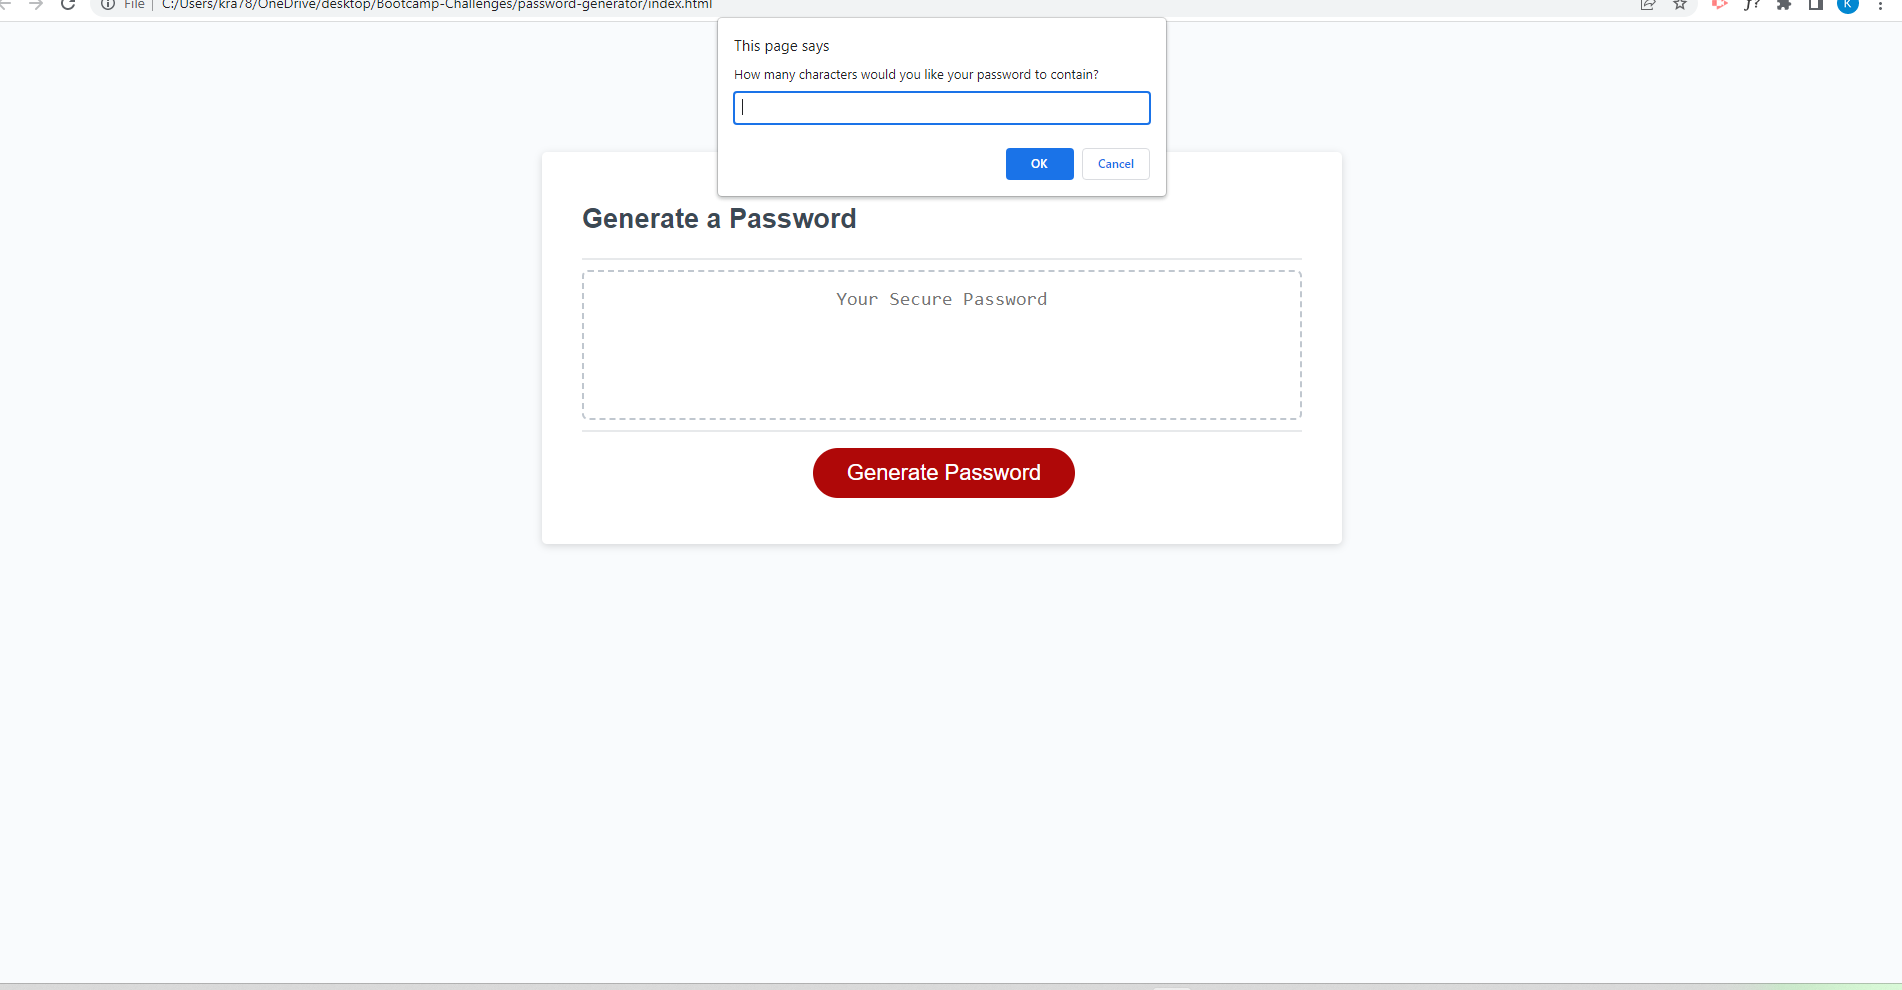 File | C:/Users/kra78/OneDrive/desktop/Bootcamp-Challenges/password-generator/index.html
K
This page says
How many characters would you like your password to contain?
OK Cancel
Generate a Password
Your Secure Password
Generate Password